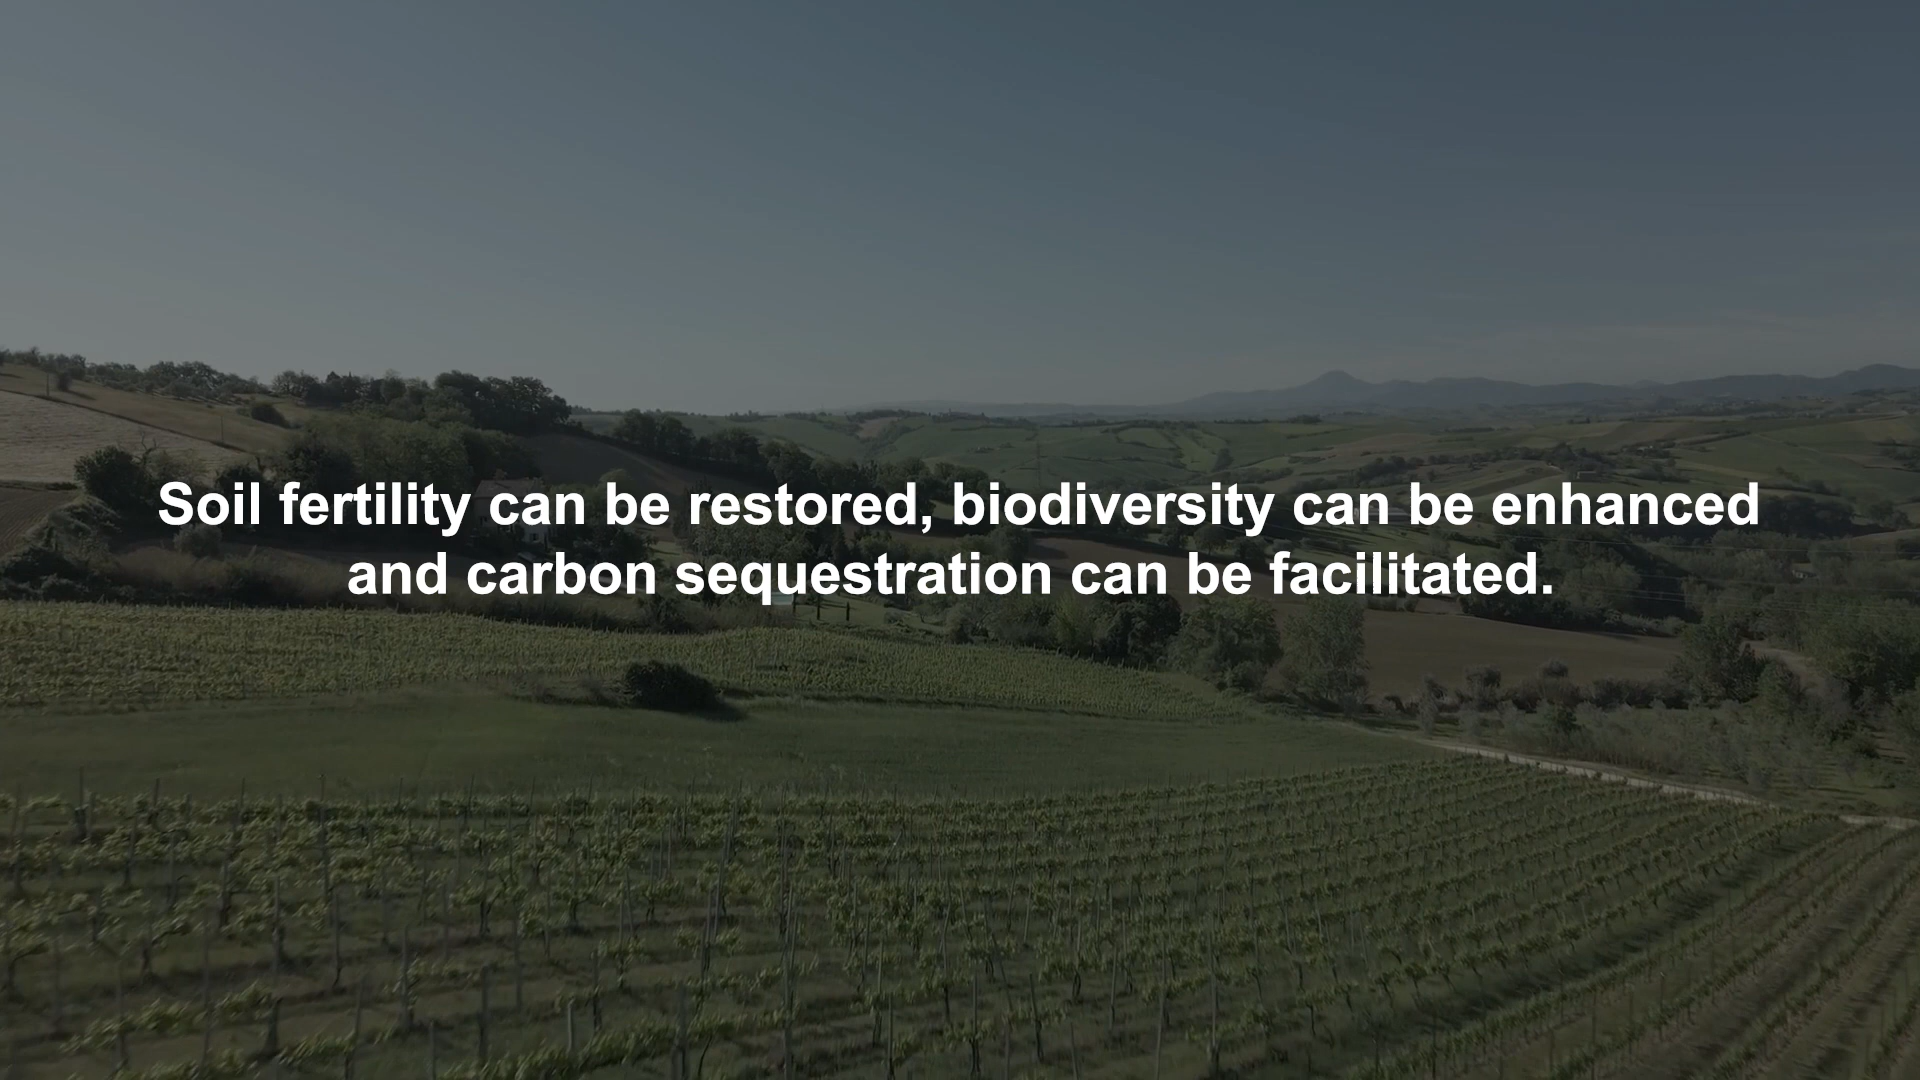 Soil fertility can be restored, biodiversity can be enhanced
and carbon sequestration can be facilitated.